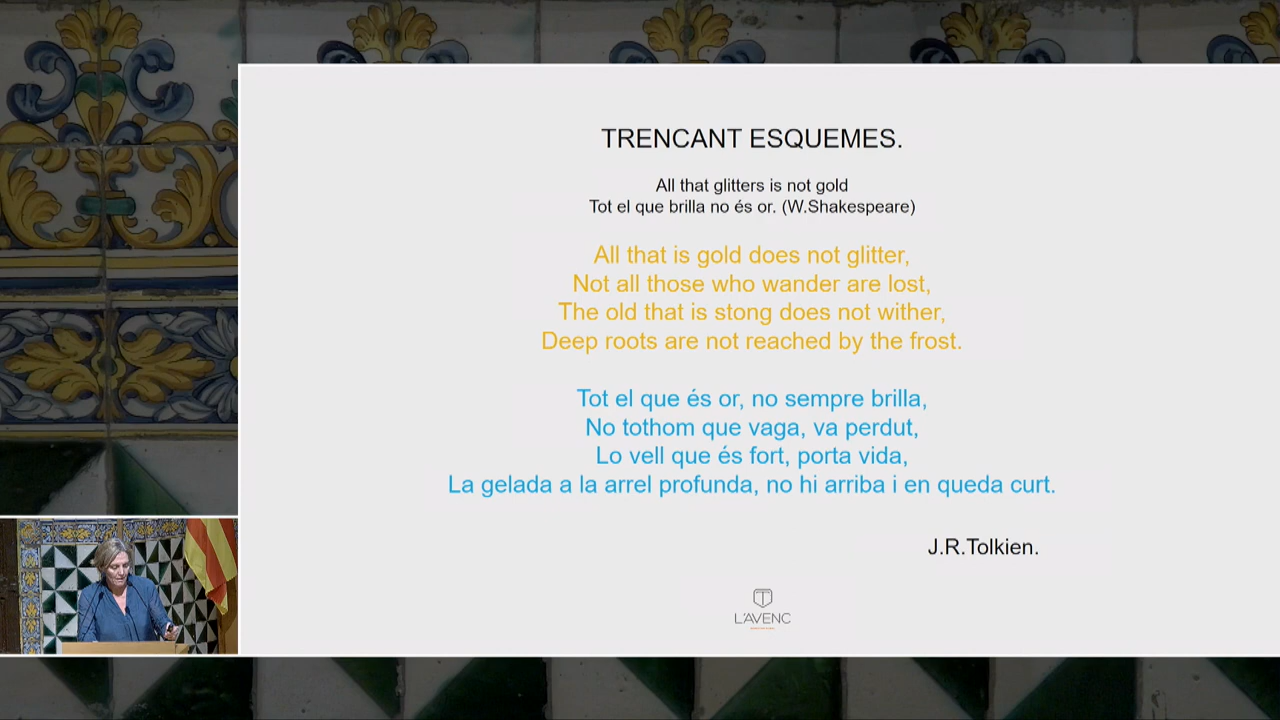 TRENCANT ESQUEMES.
All that glitters is not gold
Tot el que brilla no és or. (W.Shakespeare)
All that is gold does not glitter,
Not all those who wander are lost,
The old that is stong does not wither,
Deep roots are not reached by the frost.
Tot el que és or, no sempre brilla,
No tothom que vaga, va perdut,
Lo vell que és fort, porta vida,
La gelada a la arrel profunda, no hi arriba i en queda curt.
J.R.Tolkien.
L'AVENC